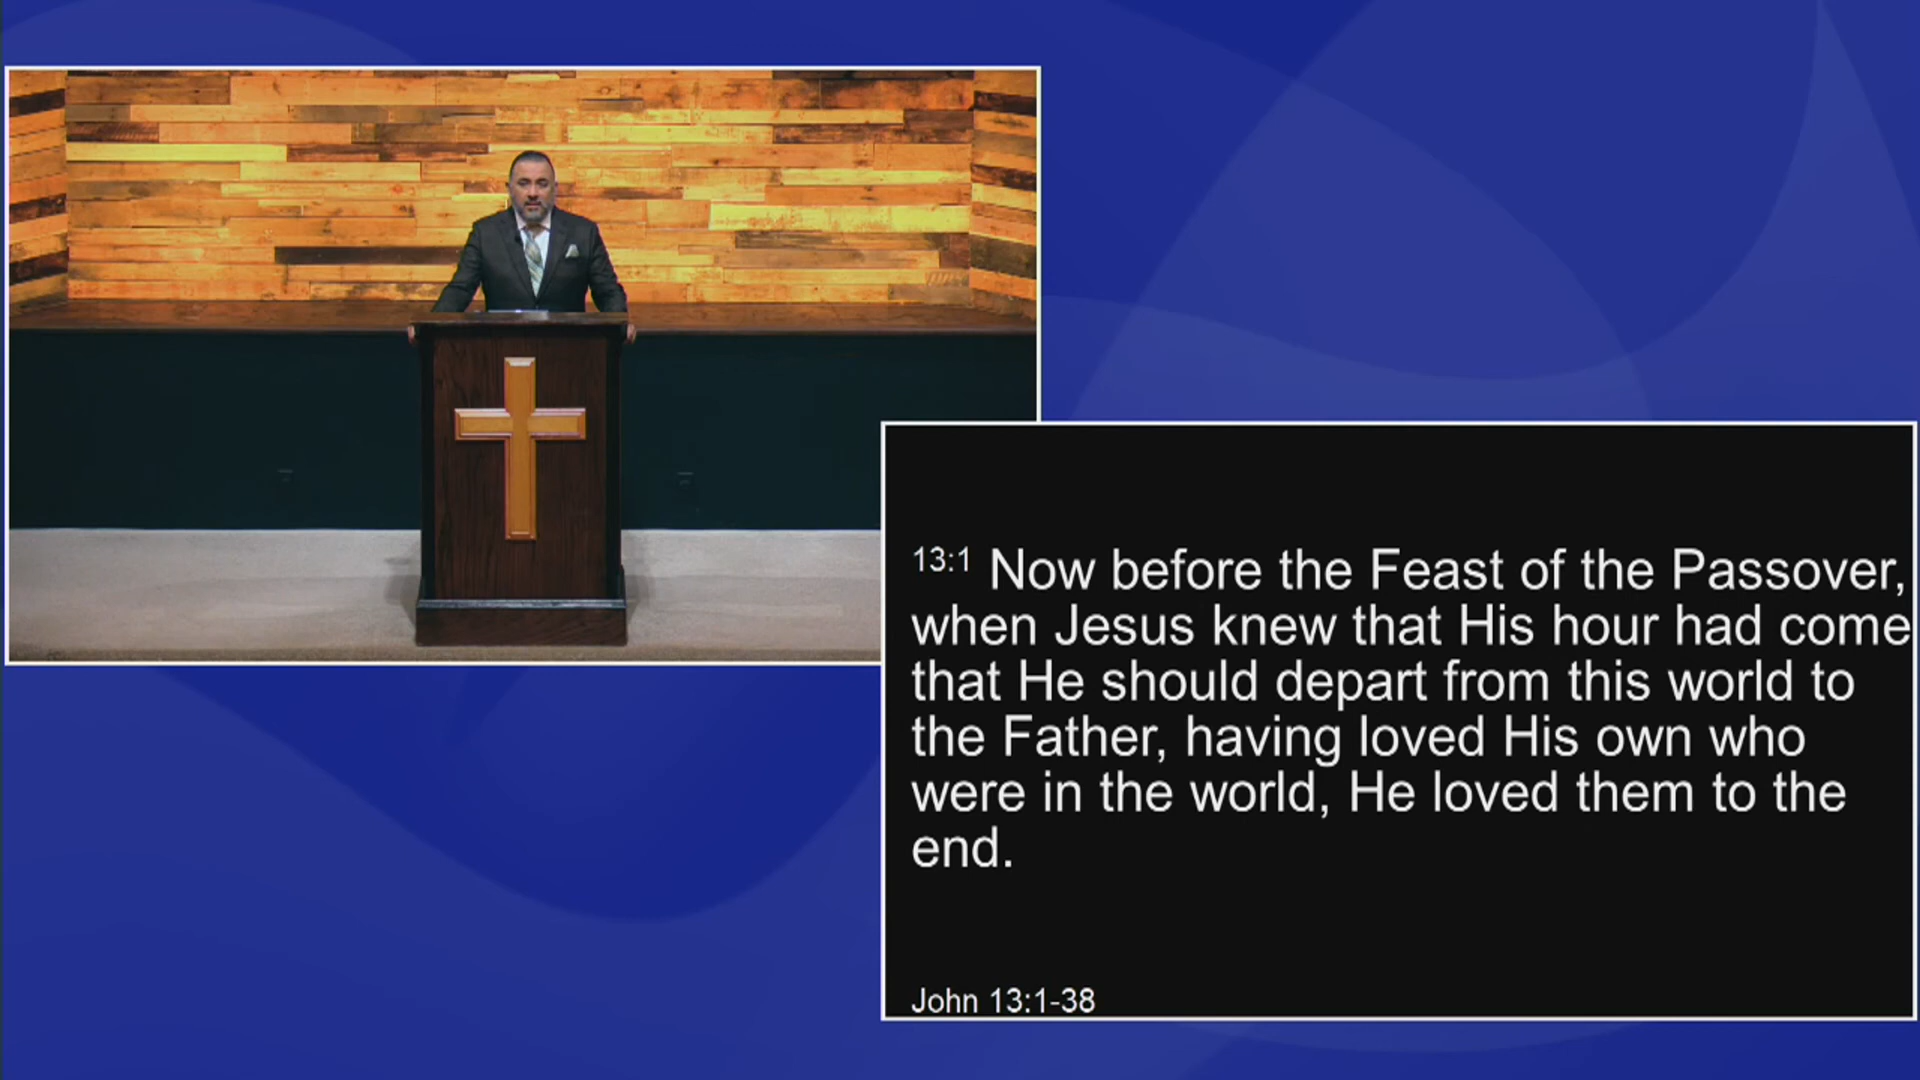 13:1 Now before the Feast of the Passover,
when Jesus knew that His hour had come
that He should depart from this world to
the Father, having loved His own who
were in the world, He loved them to the
end.
John 13:1-38